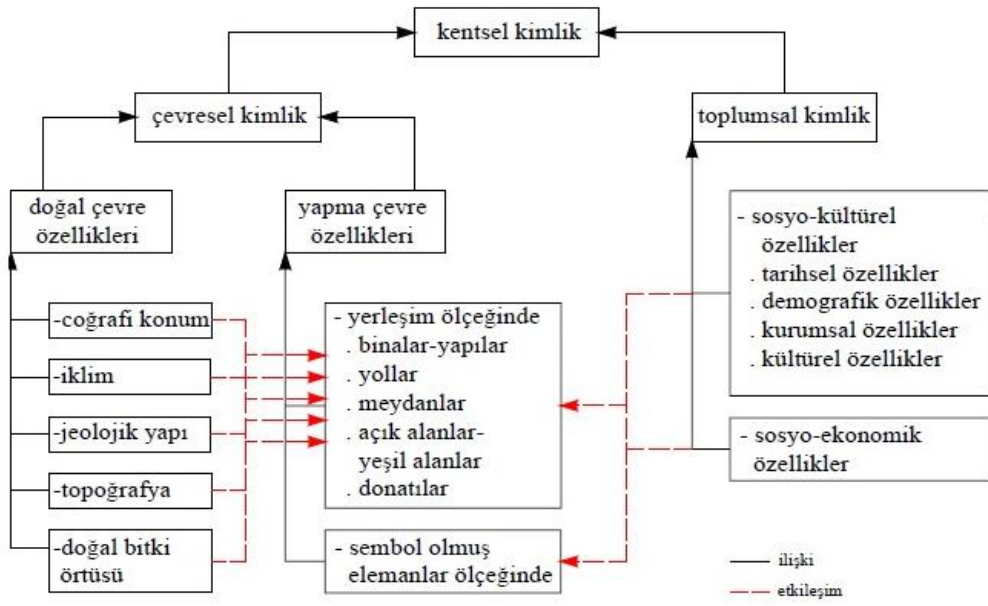 kentsel kimlik
çevresel kimlik
toplumsal kimlik
doğal çevre
özellikleri
yapma çevre
özellikleri
-coğrafi konum
-iklim
-jeolojik yapı
-topoğrafya
-doğal bitki
örtüsü
- yerleşim ölçeğinde
. binalar-yapılar
. yollar
. meydanlar
. açık alanlar-
yeşil alanlar
. donatılar
- sembol olmuş
elemanlar ölçeğinde
- sosyo-kültürel
özellikler
. tarihsel özellikler
. demografik özellikler
. kurumsal özellikler
. kültürel özellikler
- sosyo-ekonomik
özellikler
ilişki
etkileşim